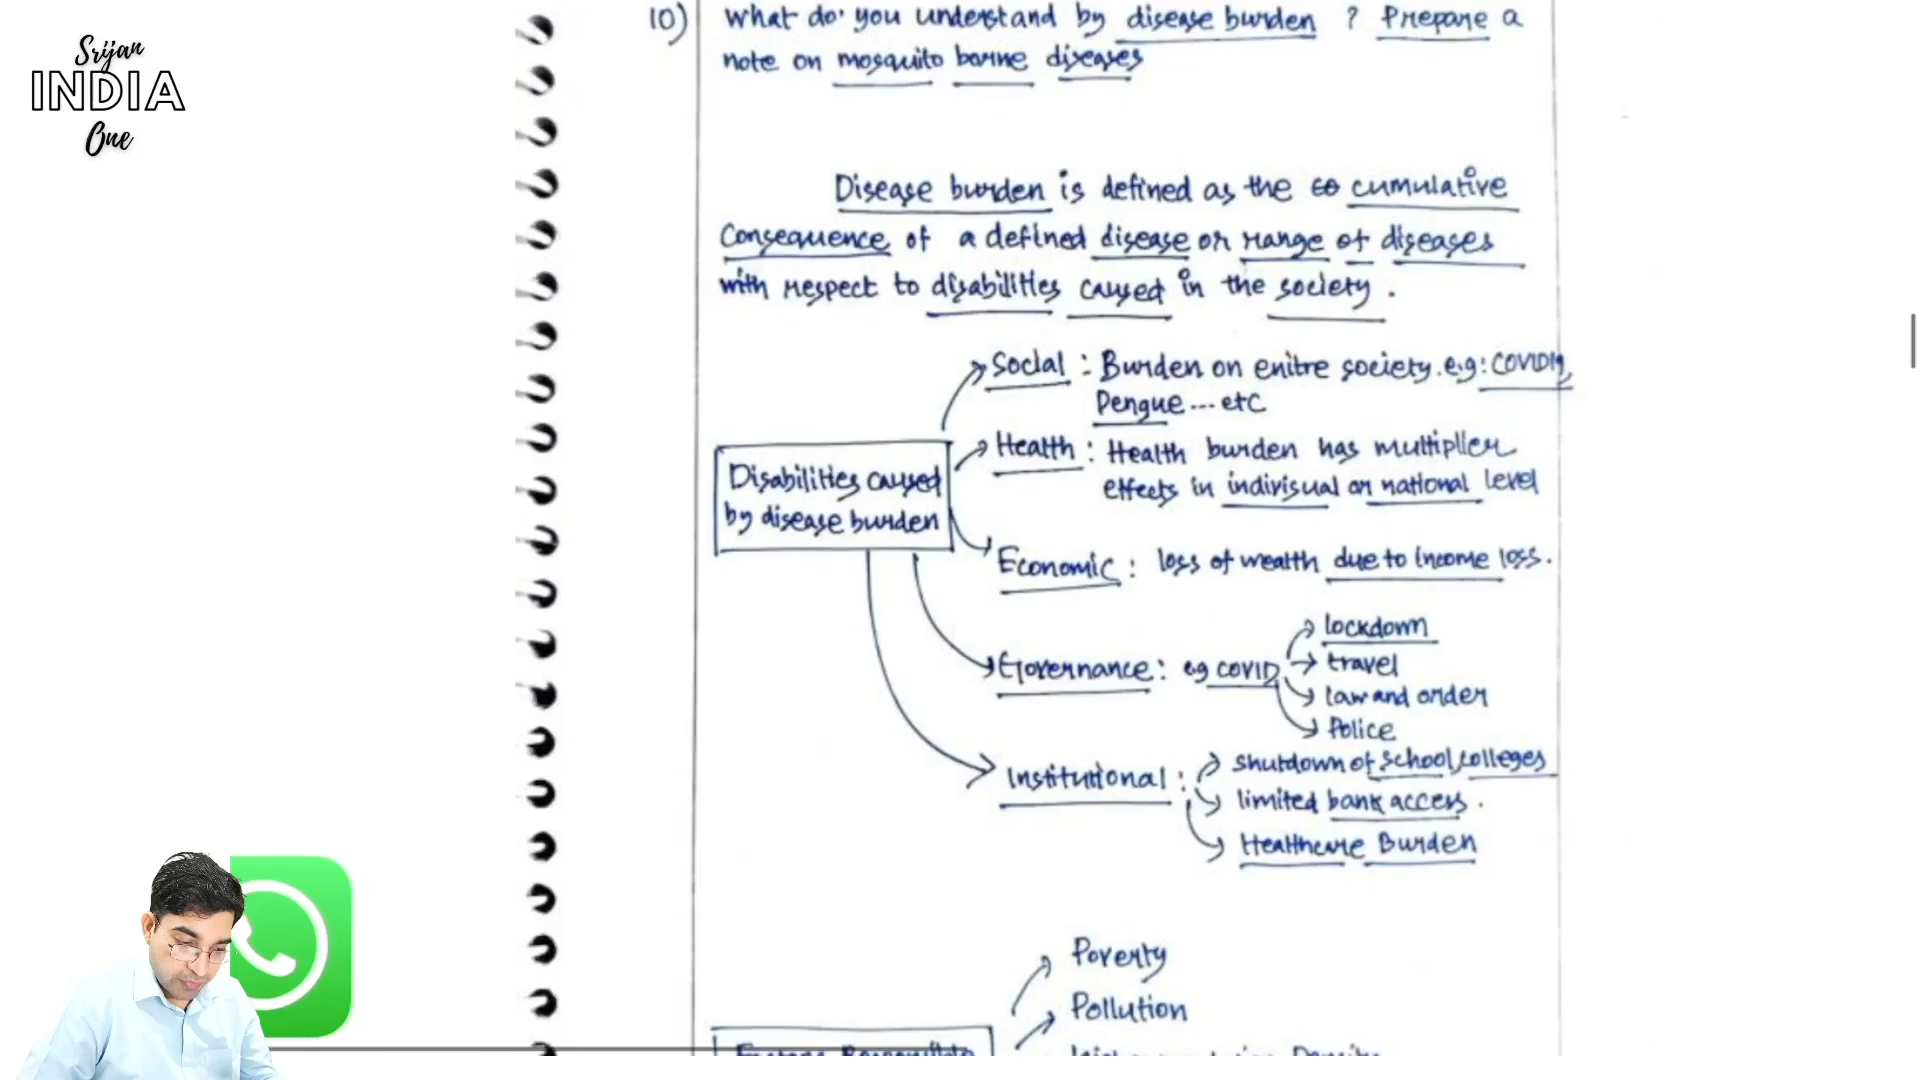 Srijan
INDIA
One
10) What do you understand by disease burden ? Prepare a
note on mosquito borne diseases
Disease burden is defined as the co cumulative
Consequence of a defined disease or range of diseases
with respect to disabilities caused in the society.
Social : Burden on enitre society. e.g: COVID19,
Dengue ... etc
Health : Health burden has multiplier
effects in indivisual or national level
Disabilities caused
by disease burden
Economic : loss of wealth due to income loss.
Governance : e.g COVID
lockdown
travel
law and order
Police
Institutional :
shutdown of school, colleges
limited bank access .
Healthcare Burden
Poverty
Pollution
Factors Responsible